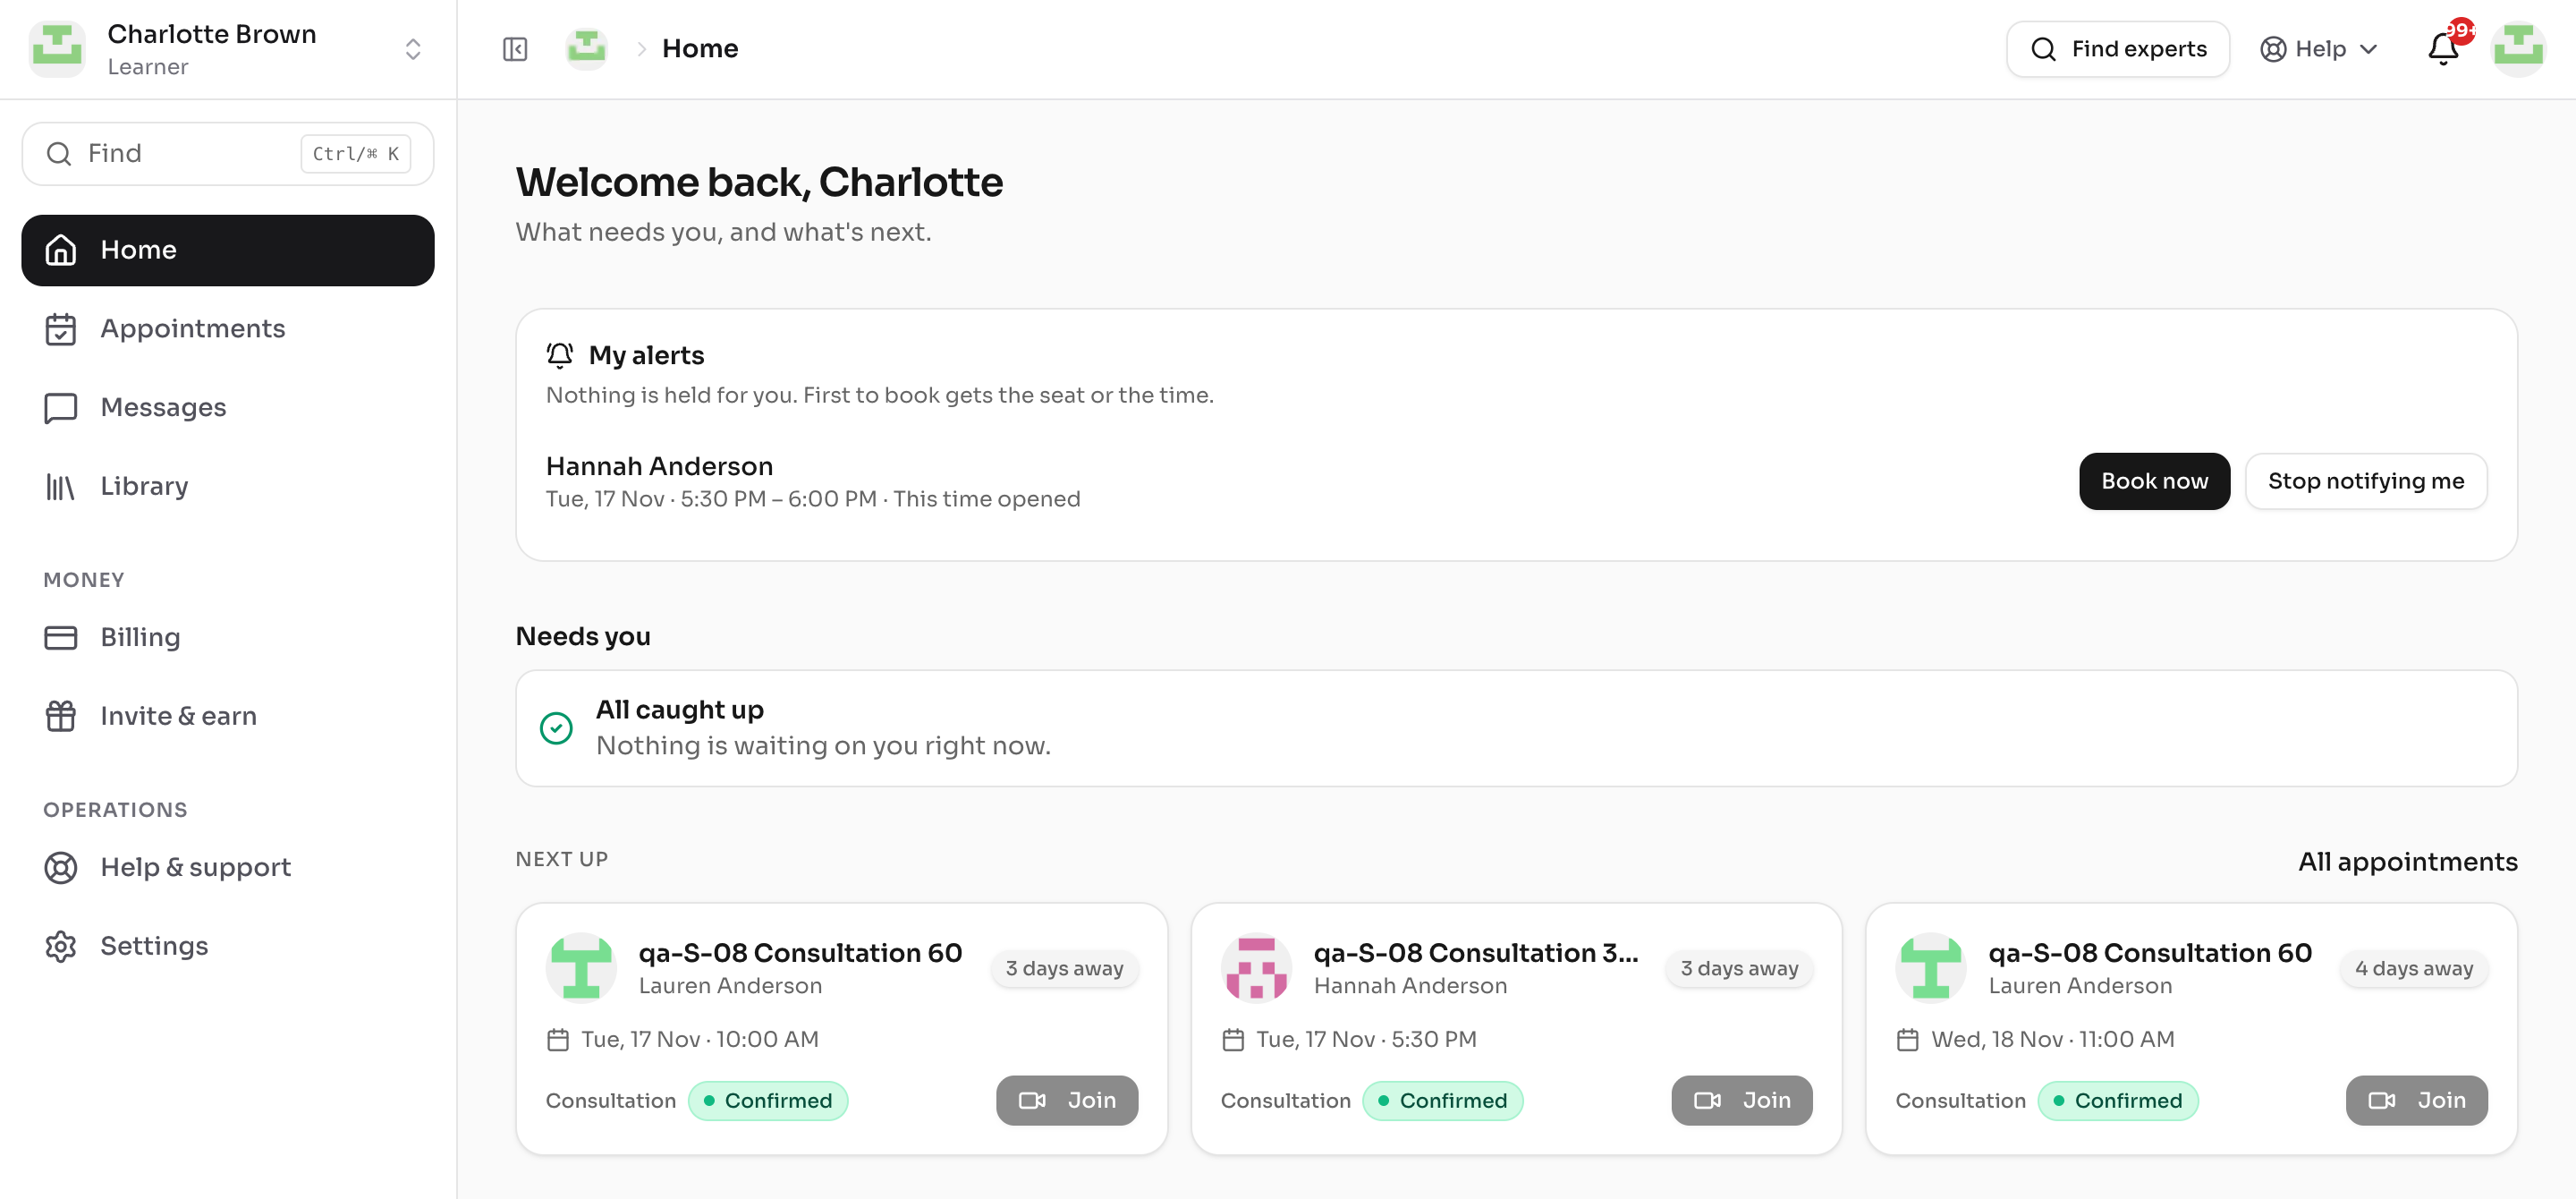 Charlotte Brown
Learner
Find
Ctrl/⌘ K
Home
Appointments
Messages
Library
MONEY
Billing
Invite & earn
OPERATIONS
Help & support
Settings
Home
Find experts
Help
99+
Welcome back, Charlotte
What needs you, and what's next.
My alerts
Nothing is held for you. First to book gets the seat or the time.
Hannah Anderson
Tue, 17 Nov · 5:30 PM – 6:00 PM · This time opened
Book now
Stop notifying me
Needs you
All caught up
Nothing is waiting on you right now.
NEXT UP
All appointments
qa-S-08 Consultation 60
Lauren Anderson
3 days away
Tue, 17 Nov · 10:00 AM
Consultation
Confirmed
Join
qa-S-08 Consultation 3...
Hannah Anderson
3 days away
Tue, 17 Nov · 5:30 PM
Consultation
Confirmed
Join
qa-S-08 Consultation 60
Lauren Anderson
4 days away
Wed, 18 Nov · 11:00 AM
Consultation
Confirmed
Join